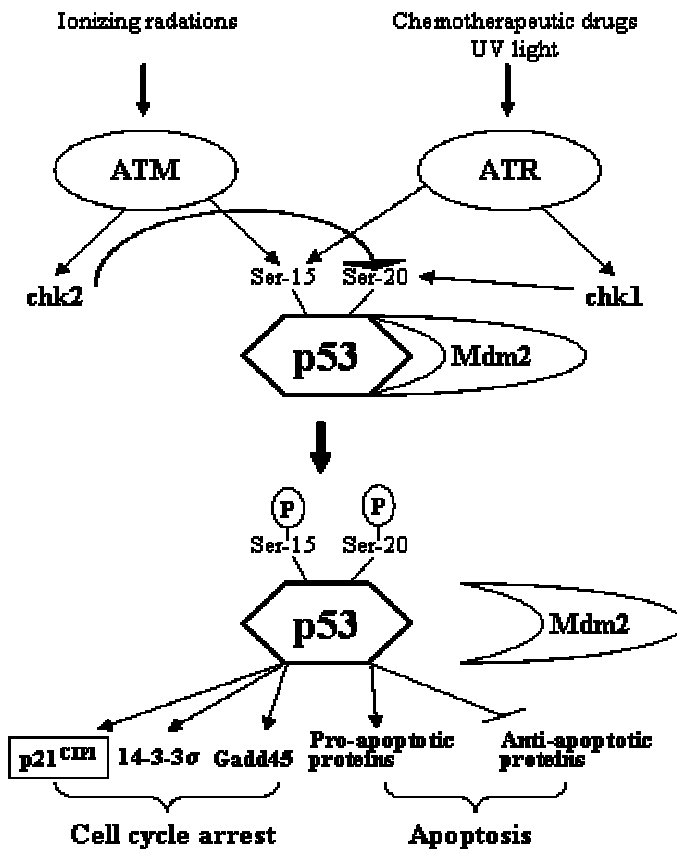 Ionizing radations
Chemotherapeutic drugs
UV light
ATM
ATR
Ser-15
Ser-20
chk2
chk1
p53
Mdm2
P
P
Ser-15
Ser-20
p53
Mdm2
p21CIP1
14-3-3σ
Gadd45
Pro-apoptotic
proteins
Anti-apoptotic
proteins
Cell cycle arrest
Apoptosis